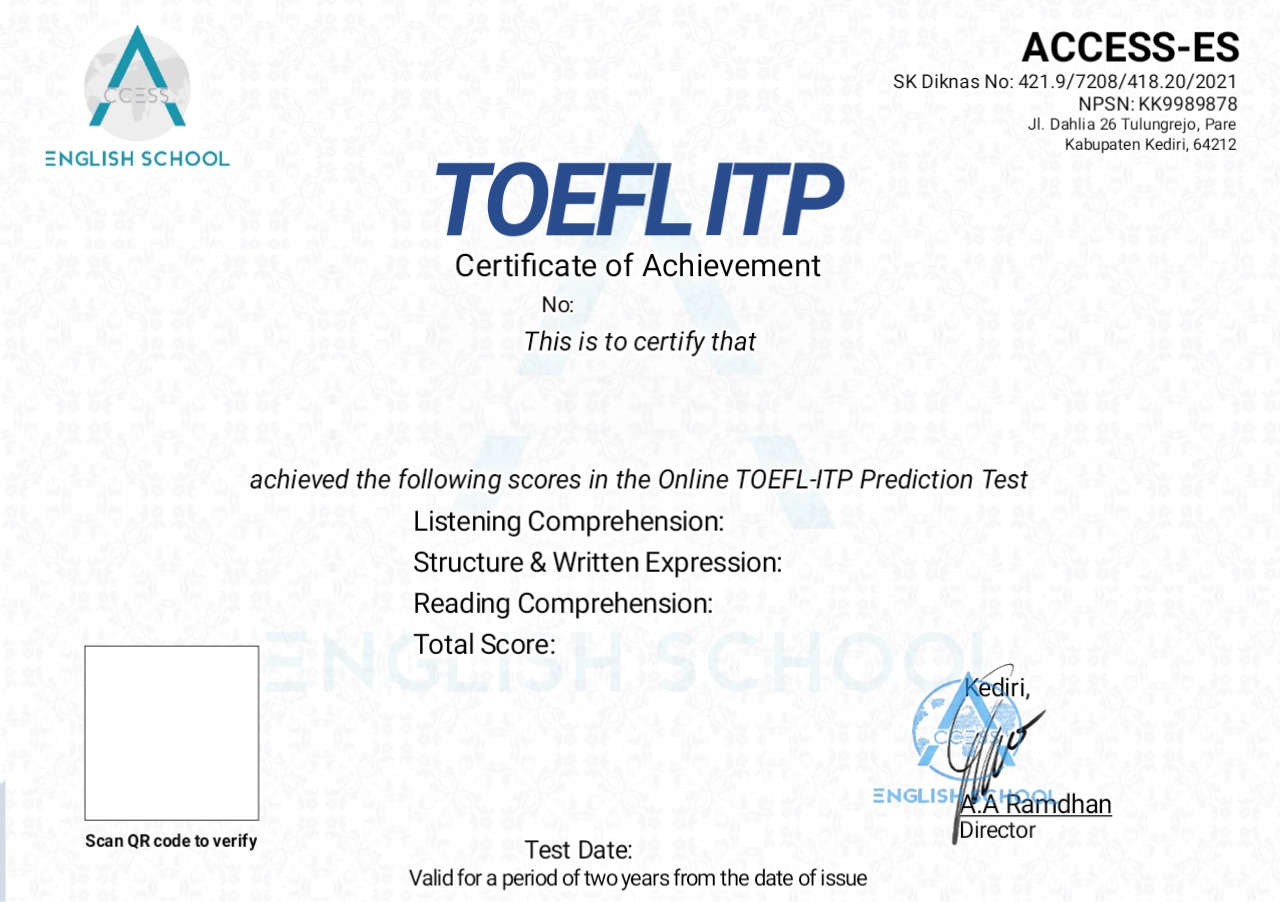 ACCESS
ENGLISH SCHOOL
ACCESS-ES
SK Diknas No: 421.9/7208/418.20/2021
NPSN: KK9989878
Jl. Dahlia 26 Tulungrejo, Pare
Kabupaten Kediri, 64212
TOEFL ITP
Certificate of Achievement
No:
This is to certify that
achieved the following scores in the Online TOEFL-ITP Prediction Test
Listening Comprehension:
Structure & Written Expression:
Reading Comprehension:
Total Score:
ENGLISH SCHOOL
Kediri,
ACCESS
ENGLISH SCHOOL
A.A Ramdhan
Director
Scan QR code to verify
Test Date:
Valid for a period of two years from the date of issue